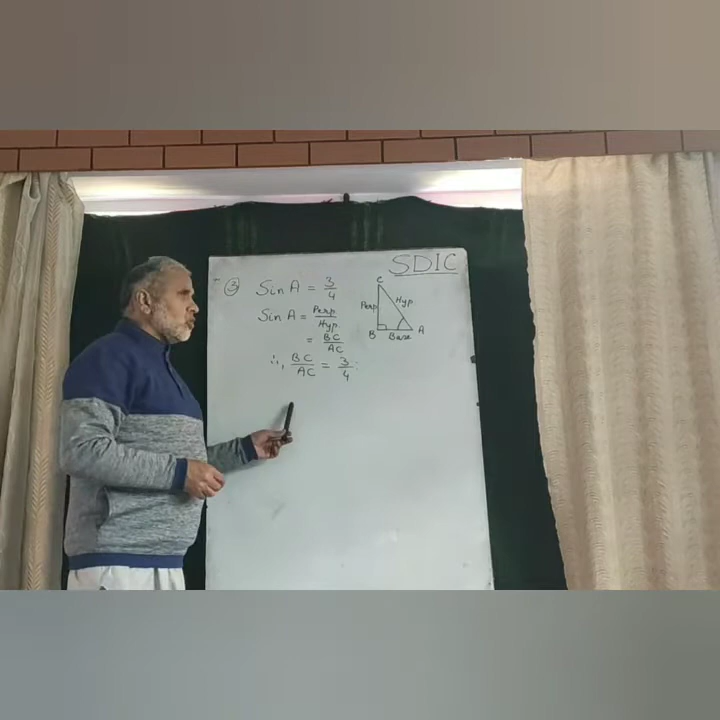 SDIC
③ Sin A = 3/4
Sin A = Perp/Hyp
= BC/AC
∴, BC/AC = 3/4
C
Perp Hyp
B Base A